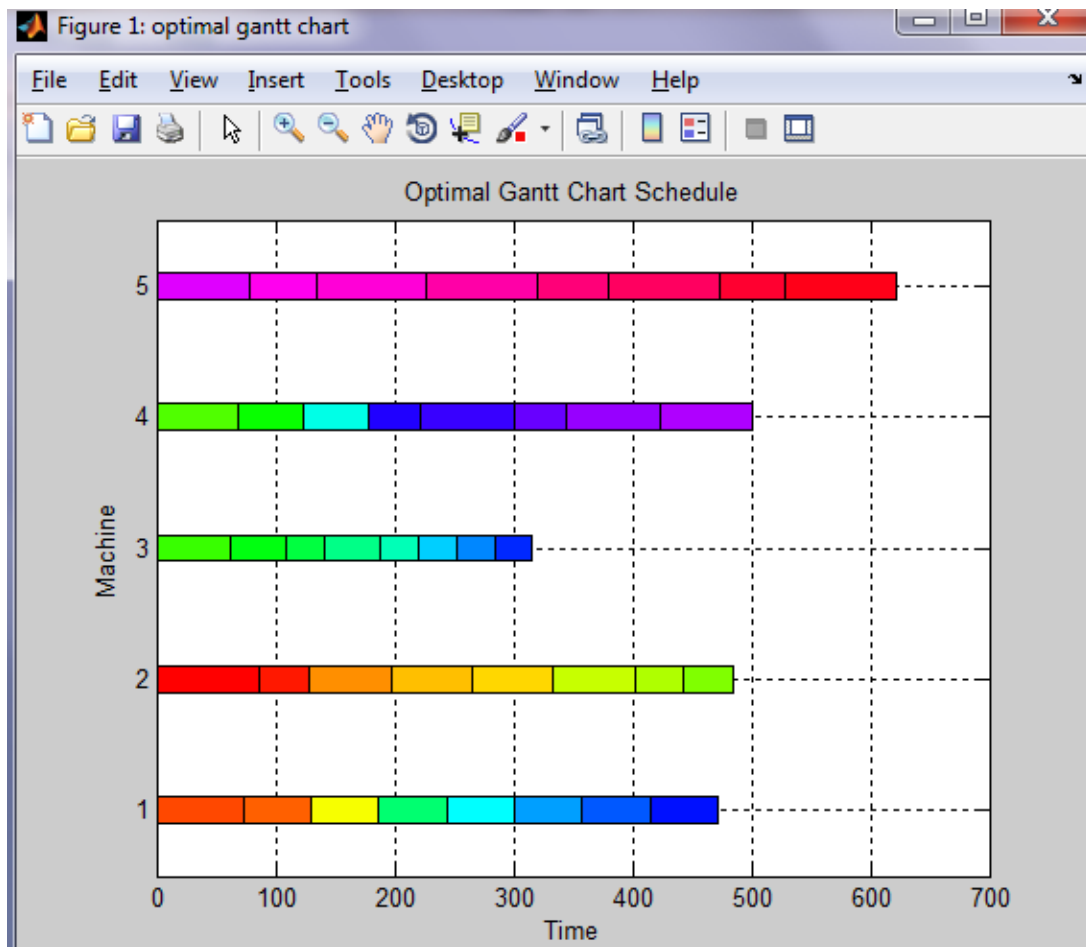 Figure 1: optimal gantt chart
File Edit View Insert Tools Desktop Window Help
Optimal Gantt Chart Schedule
5
4
3
2
1
Machine
0 100 200 300 400 500 600 700
Time